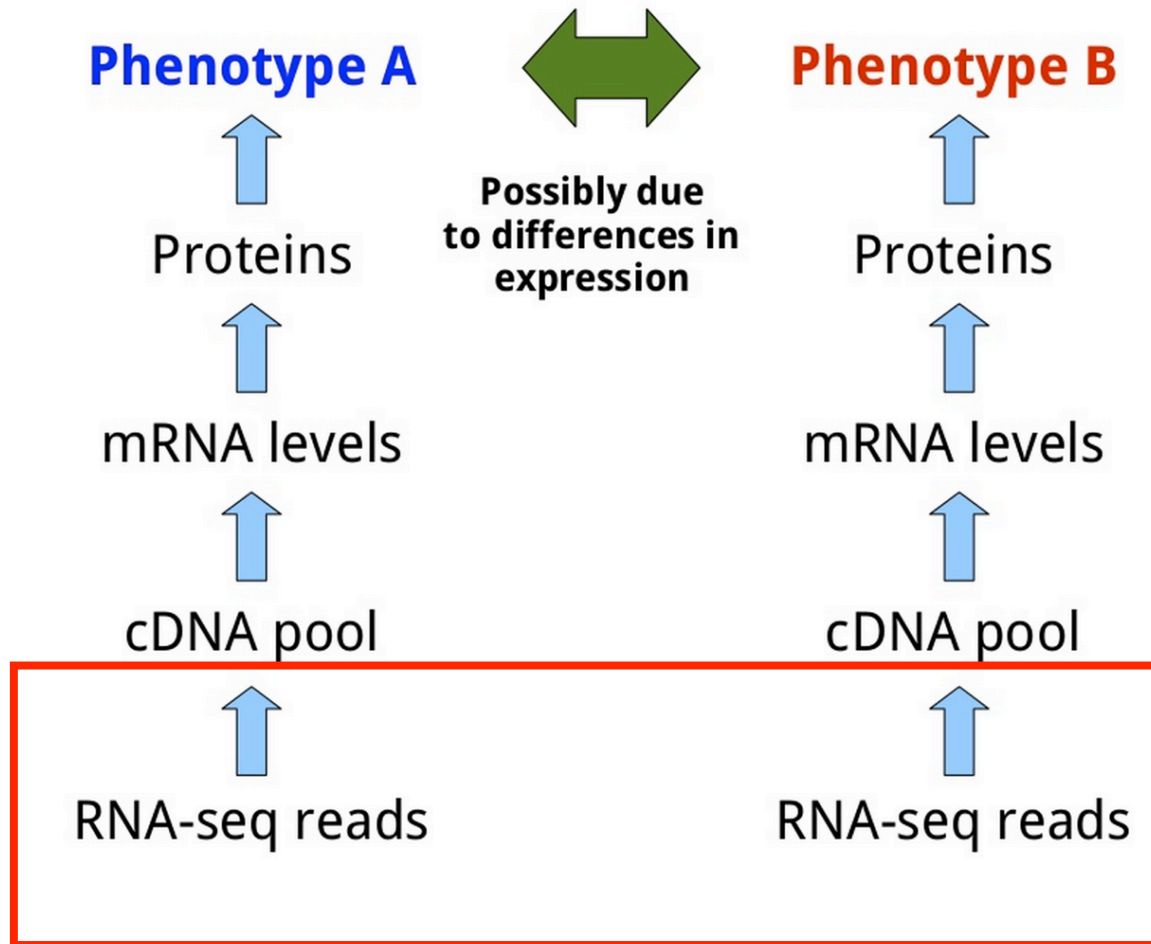 Phenotype A
Phenotype B
Possibly due
to differences in
expression
Proteins
Proteins
mRNA levels
mRNA levels
cDNA pool
cDNA pool
RNA-seq reads
RNA-seq reads